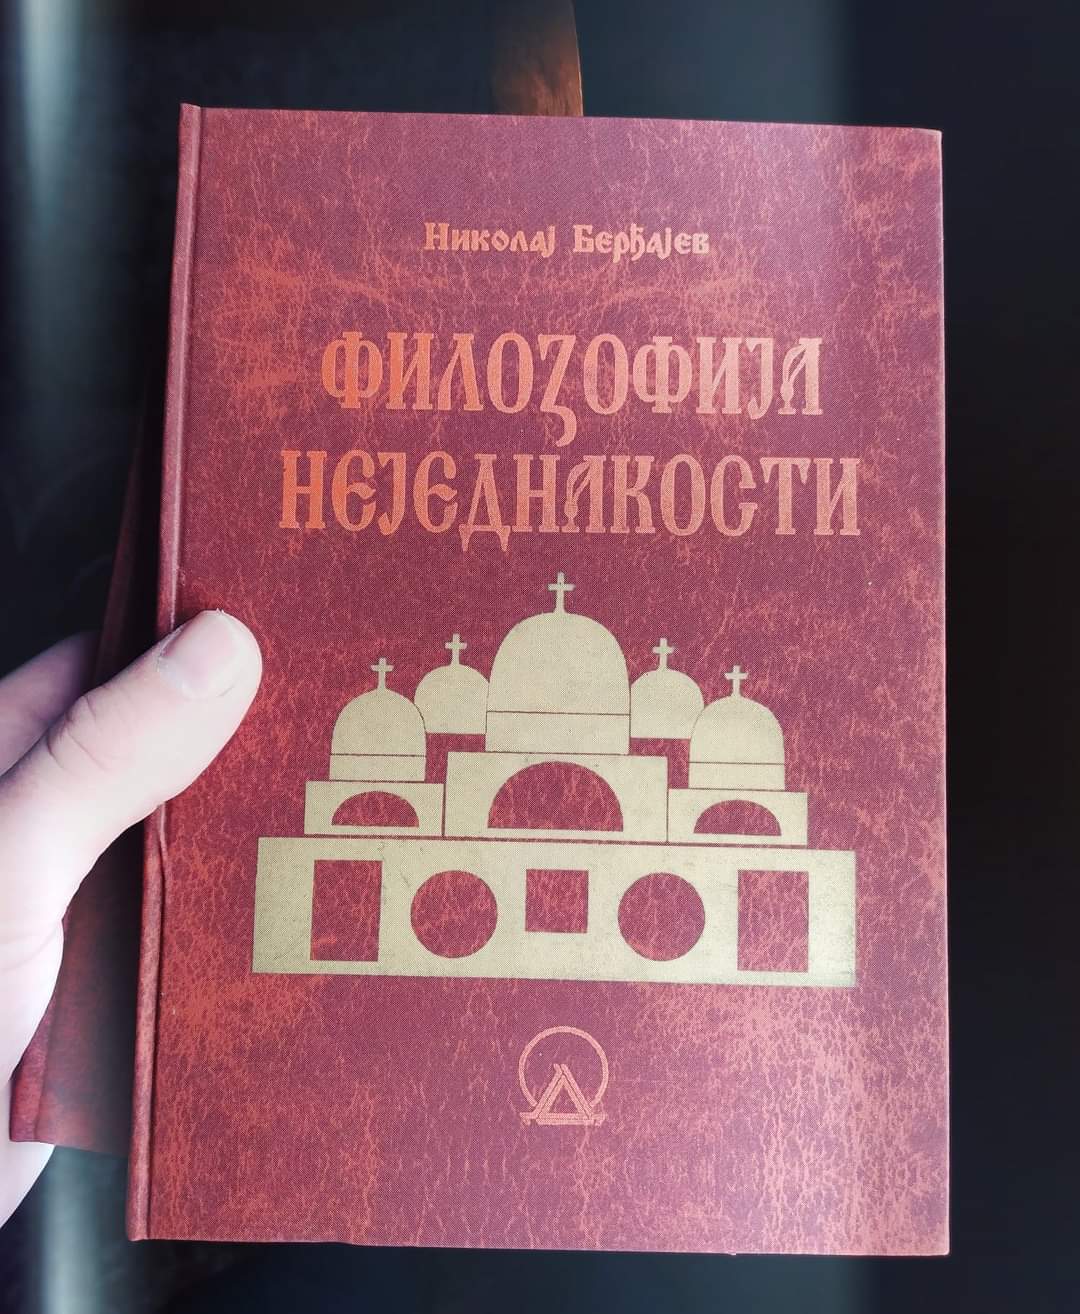 Николај Берђајев
ФИЛОЗОФИЈА
НЕЈЕДНАКОСТИ